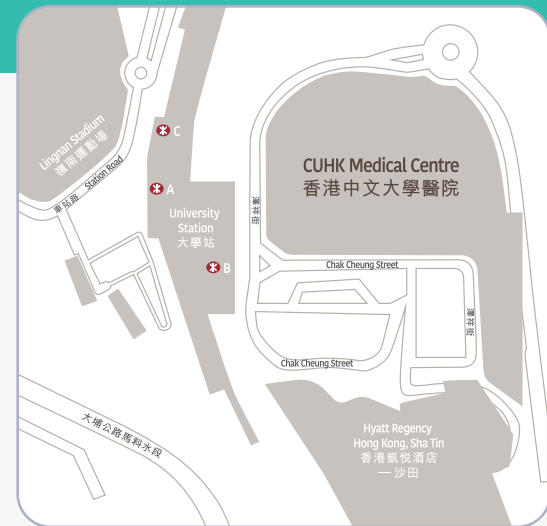 Lingnan Stadium
嶺南運動場
車站路 Station Road
C
A
University
Station
大學站
B
CUHK Medical Centre
香港中文大學醫院
澤祥街
Chak Cheung Street
澤祥街
Chak Cheung Street
大埔公路馬料水段
Hyatt Regency
Hong Kong, Sha Tin
香港凱悦酒店
— 沙田